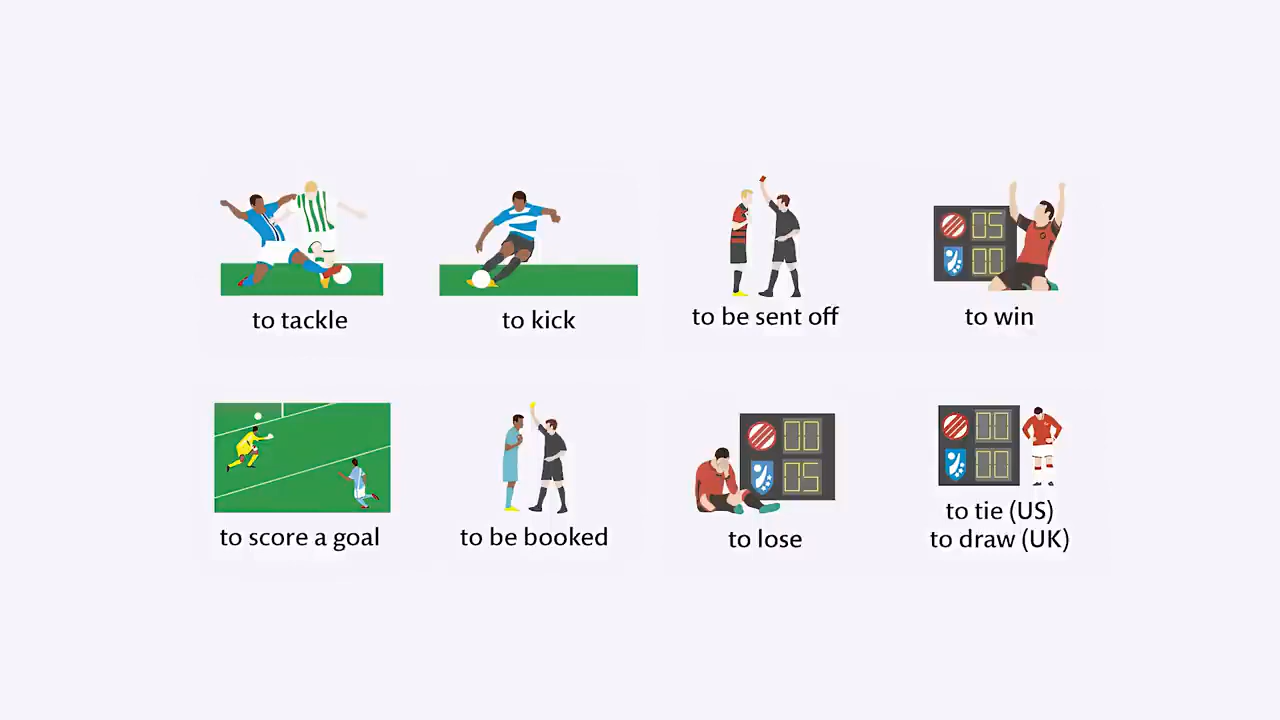 05
00
to tackle
to kick
to be sent off
to win
00
05
00
00
to score a goal
to be booked
to lose
to tie (US)
to draw (UK)